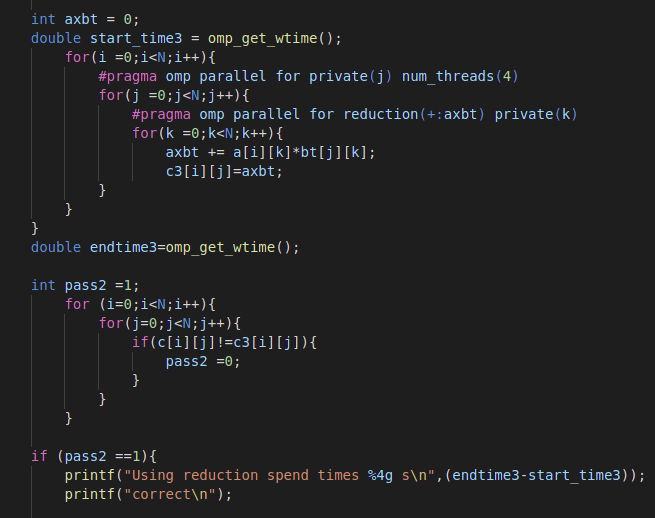 int axbt = 0;
double start_time3 = omp_get_wtime();
    for(i =0;i<N;i++){
        #pragma omp parallel for private(j) num_threads(4)
        for(j =0;j<N;j++){
            #pragma omp parallel for reduction(+:axbt) private(k)
            for(k =0;k<N;k++){
                axbt += a[i][k]*bt[j][k];
                c3[i][j]=axbt;
        }
    }
}
double endtime3=omp_get_wtime();

int pass2 =1;
    for (i=0;i<N;i++){
        for(j=0;j<N;j++){
            if(c[i][j]!=c3[i][j]){
                pass2 =0;
            }
        }
    }

if (pass2 ==1){
    printf("Using reduction spend times %4g s\n",(endtime3-start_time3));
    printf("correct\n");